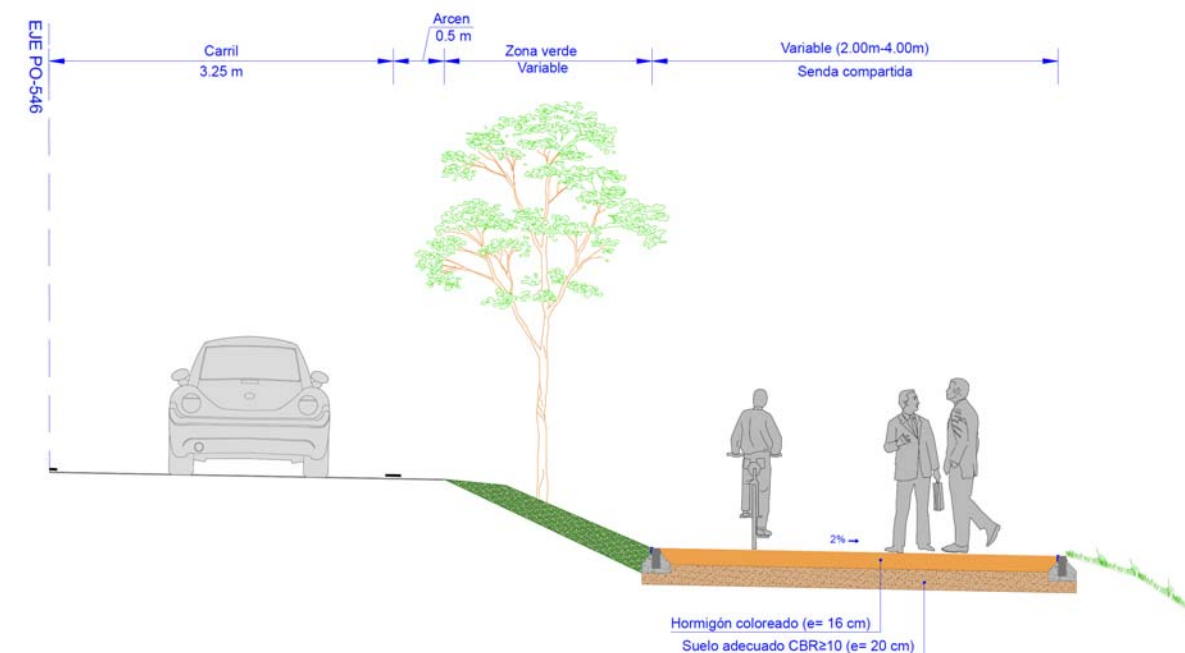 EJE PO-546
Carril
3.25 m
Arcen
0.5 m
Zona verde
Variable
Variable (2.00m-4.00m)
Senda compartida
2%
Hormigón coloreado (e= 16 cm)
Suelo adecuado CBR≥10 (e= 20 cm)